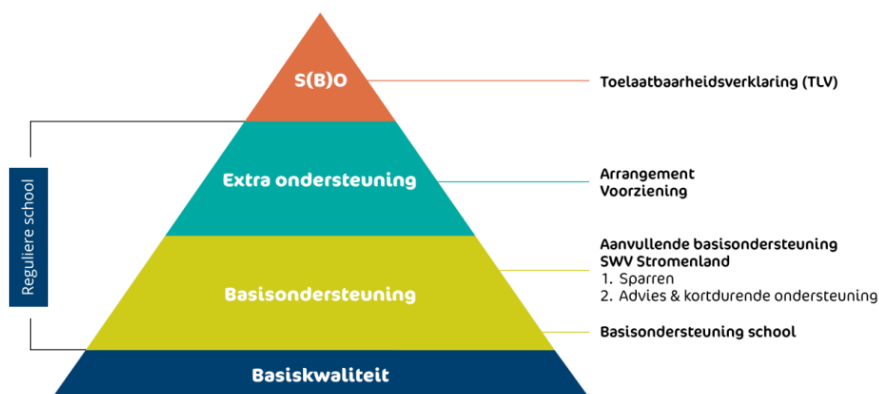 S(B)O
Toelaatbaarheidsverklaring (TLV)
Reguliere school
Extra ondersteuning
Arrangement
Voorziening
Basisondersteuning
Aanvullende basisondersteuning
SWV Stromenland
1. Sparren
2. Advies & kortdurende ondersteuning
Basisondersteuning school
Basiskwaliteit